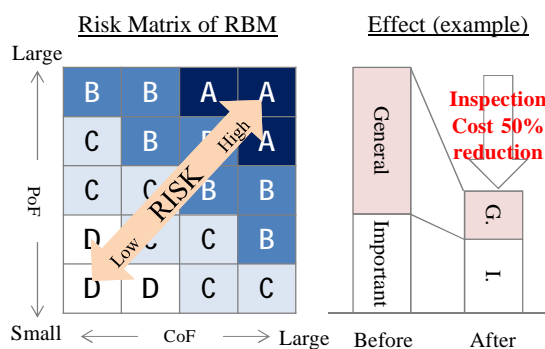 Risk Matrix of RBM
Effect (example)
Large
B B A A
C B B A
C C B B
D C C B
D D C C
High
RISK
Low
PoF
Small
CoF
Large
General
Important
Inspection
Cost 50%
reduction
G.
I.
Before
After